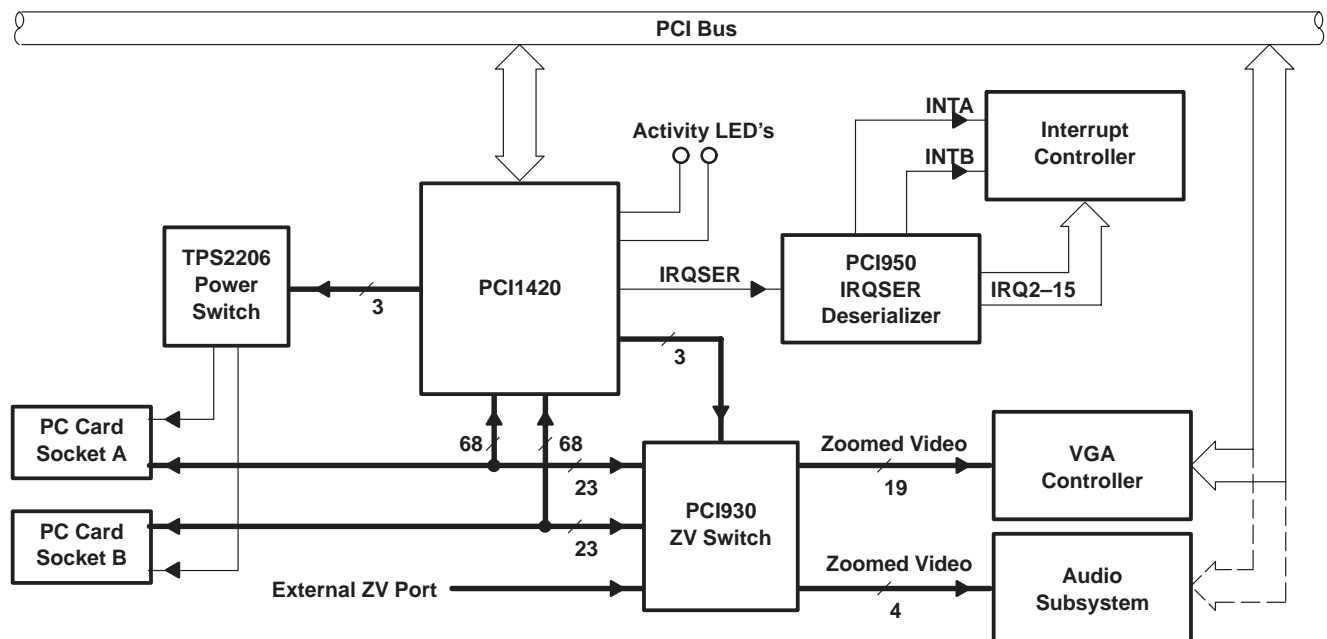 PCI Bus
Activity LED's
INTA
INTB
Interrupt
Controller
TPS2206
Power
Switch
3
PCI1420
IRQSER
PCI950
IRQSER
Deserializer
IRQ2–15
3
PC Card
Socket A
68
68
23
Zoomed Video
19
VGA
Controller
PC Card
Socket B
23
PCI930
ZV Switch
External ZV Port
Zoomed Video
4
Audio
Subsystem